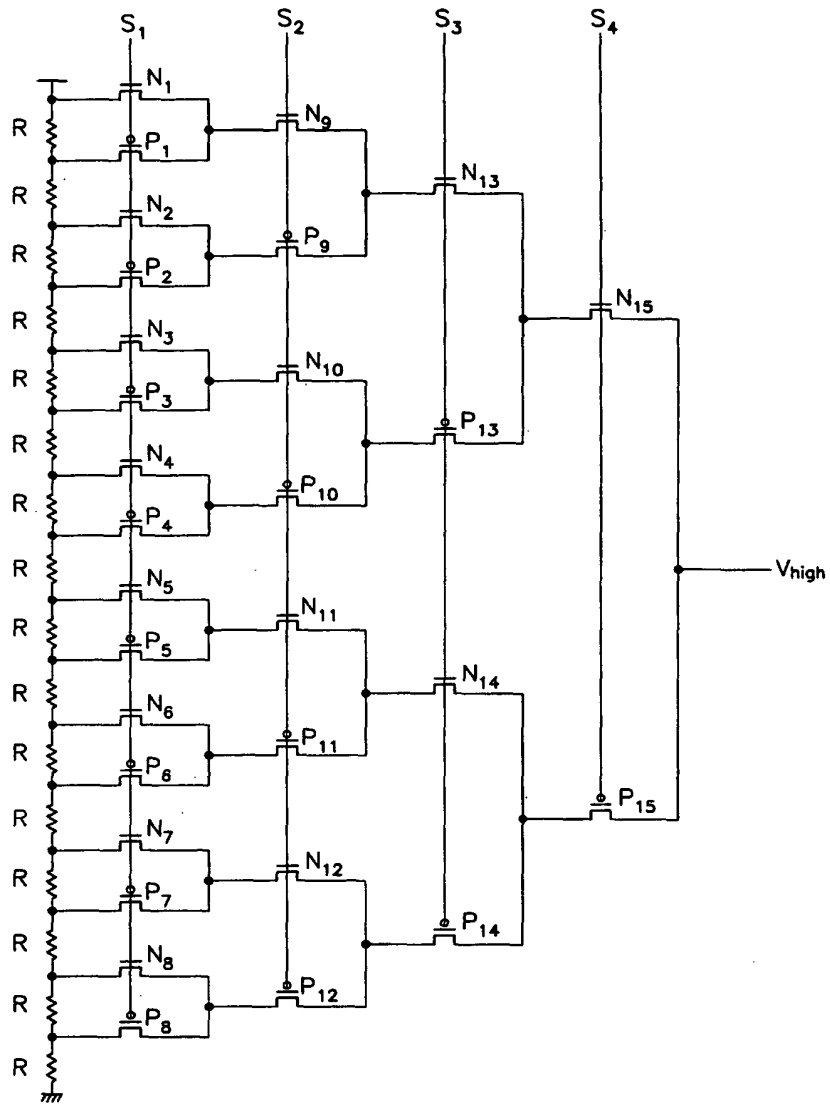 S₁ S₂ S₃ S₄
N₁
R
N₉
P₁
N₁₃
R
N₂
P₉
R
P₂
N₁₅
R
N₃
N₁₀
R
P₃
P₁₃
R
N₄
P₁₀
R
P₄
R
V_high
N₅
N₁₁
R
P₅
N₁₄
R
N₆
P₁₁
R
P₆
P₁₅
R
N₇
N₁₂
R
P₇
P₁₄
R
N₈
P₁₂
R
P₈
R